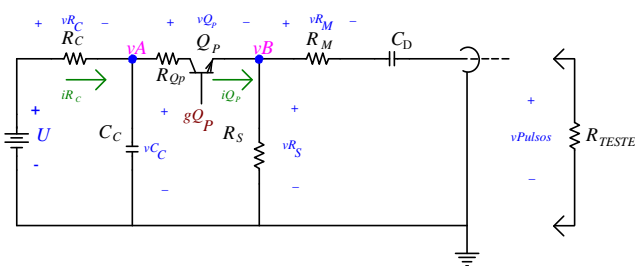 + vR_C − + vQ_P − + vR_M −
R_C vA Q_P vB R_M C_D
R_Qp
iR_C iQ_P
+ U -
gQ_P
C_C + vC_C −
R_S + vR_S −
+ vPulsos −
R_TESTE